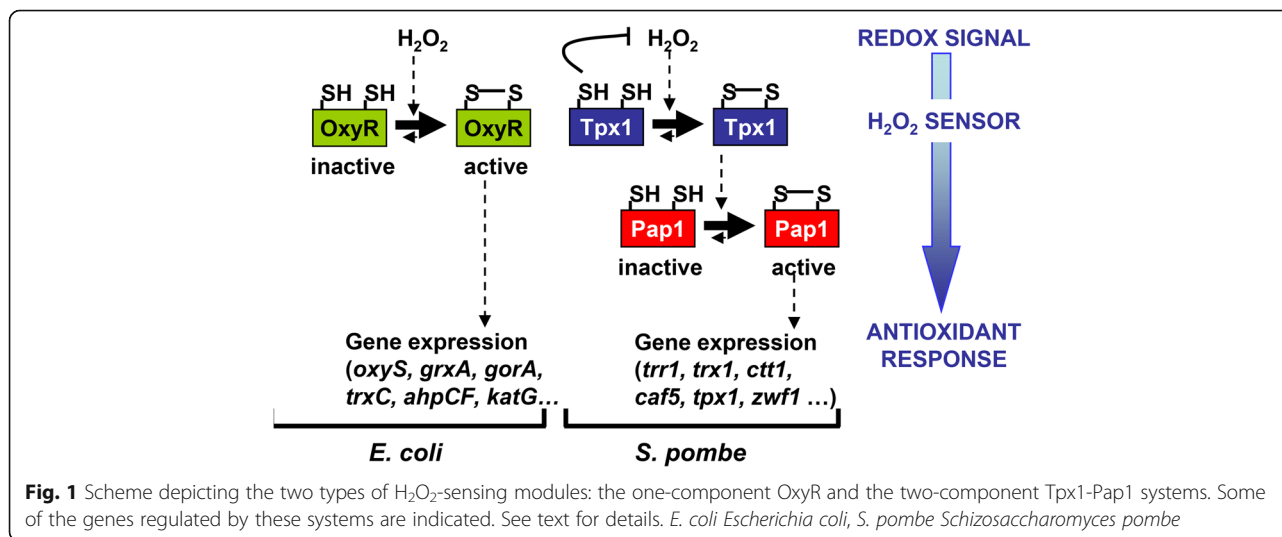 H₂O₂
SH SH
OxyR
inactive
S S
OxyR
active
Gene expression
(oxyS, grxA, gorA,
trxC, ahpCF, katG…
E. coli
H₂O₂
SH SH
Tpx1
S S
Tpx1
SH SH
Pap1
inactive
S S
Pap1
active
Gene expression
(trr1, trx1, ctt1,
caf5, tpx1, zwf1 …)
S. pombe
REDOX SIGNAL
H₂O₂ SENSOR
ANTIOXIDANT
RESPONSE
Fig. 1 Scheme depicting the two types of H₂O₂-sensing modules: the one-component OxyR and the two-component Tpx1-Pap1 systems. Some
of the genes regulated by these systems are indicated. See text for details. E. coli Escherichia coli, S. pombe Schizosaccharomyces pombe